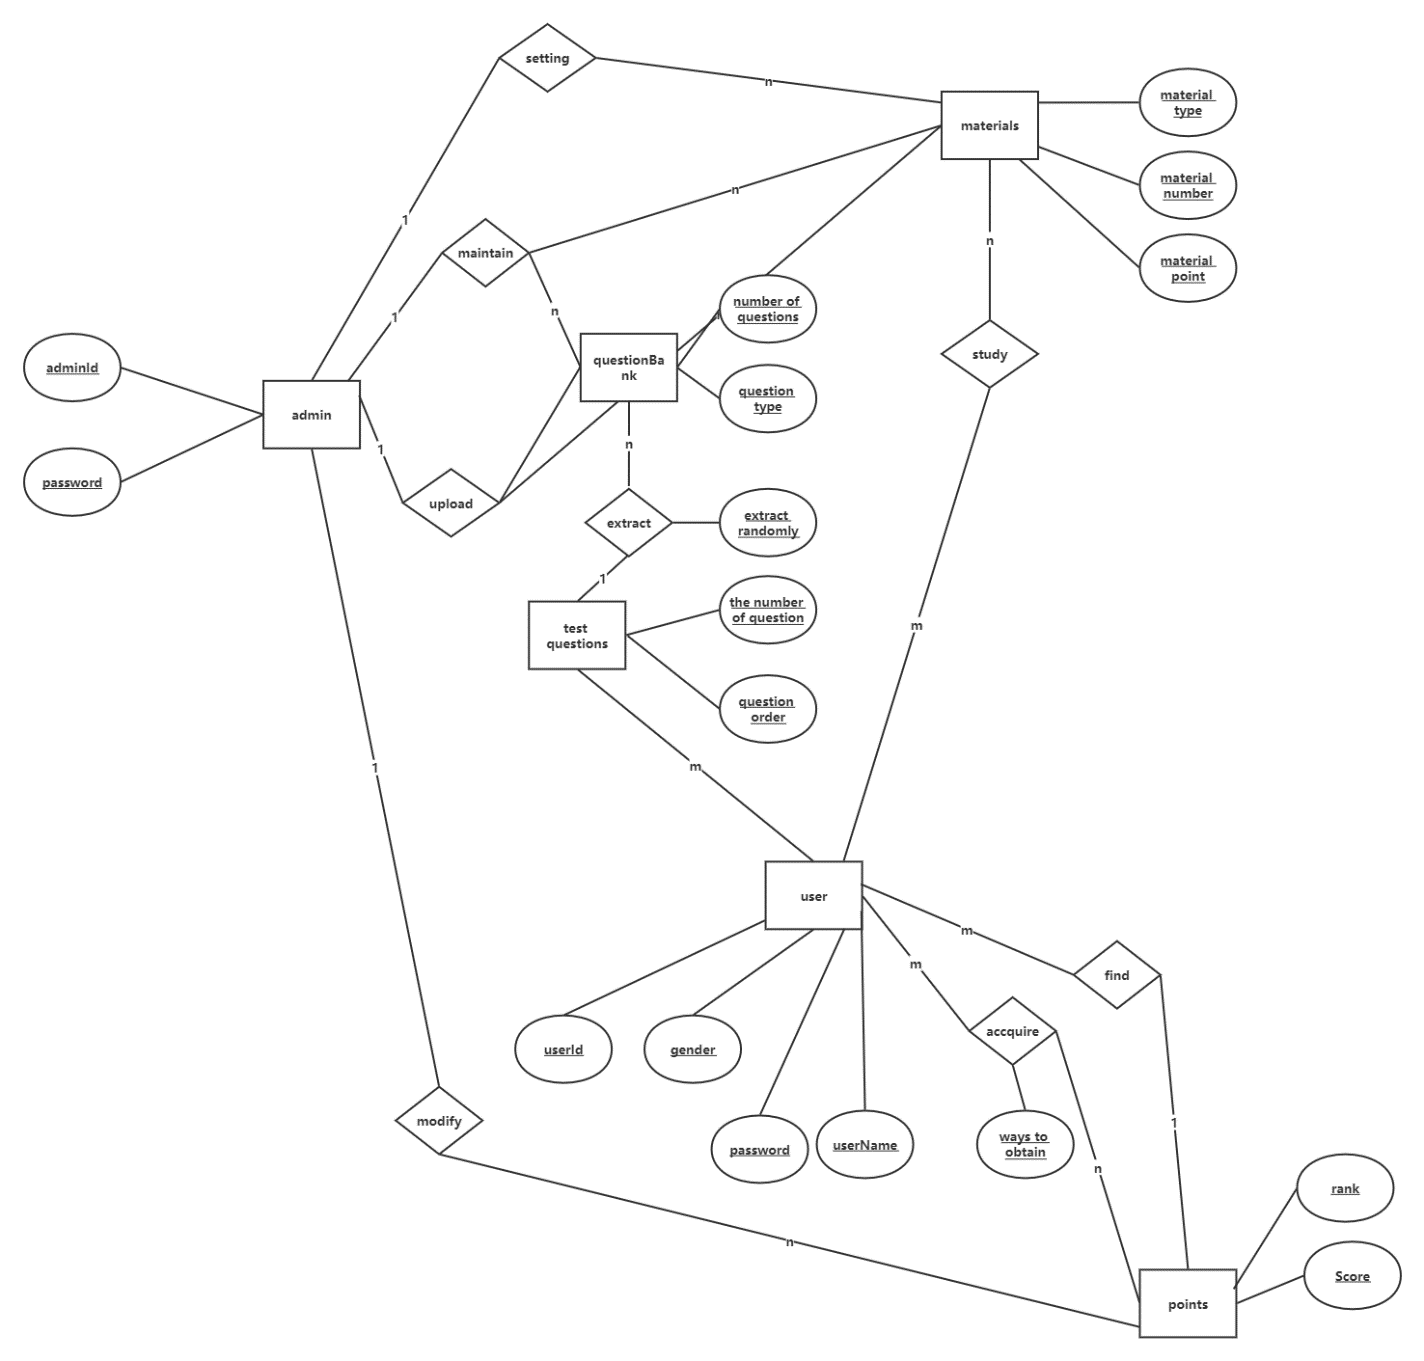 setting
n
material
type
materials
material
number
n
1
maintain
n
material
point
n
1
number of
questions
n
study
questionBa
nk
adminId
question
type
admin
1
n
password
upload
extract
extract
randomly
1
the number
of question
m
test
questions
question
order
m
1
user
m
m
find
accquire
userId
gender
modify
1
password
userName
ways to
obtain
n
rank
n
Score
points